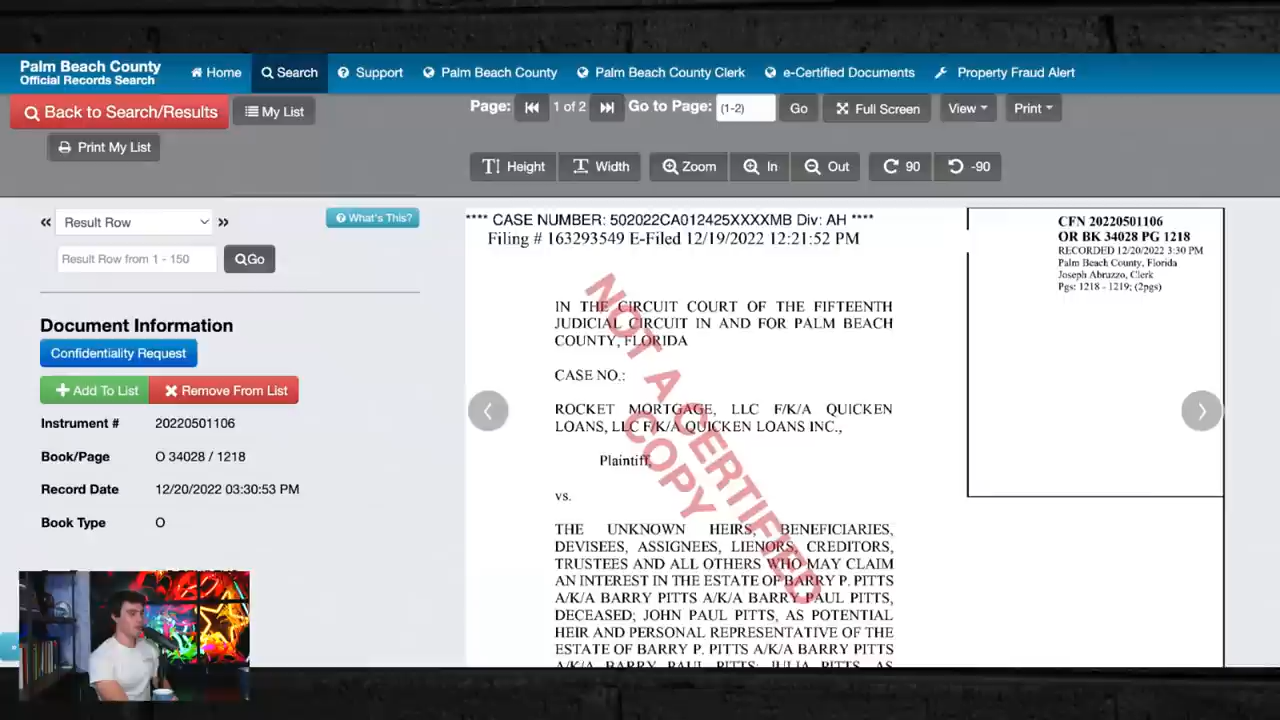 Palm Beach County
Official Records Search
Home
Search
Support
Palm Beach County
Palm Beach County Clerk
e-Certified Documents
Property Fraud Alert
Back to Search/Results
My List
Print My List
Page:
1 of 2
Go to Page:
(1-2)
Go
Full Screen
View
Print
Height
Width
Zoom
In
Out
90
-90
«
Result Row
»
What's This?
Result Row from 1 - 150
Go
Document Information
Confidentiality Request
Add To List
Remove From List
Instrument # 20220501106
Book/Page O 34028 / 1218
Record Date 12/20/2022 03:30:53 PM
Book Type O
**** CASE NUMBER: 502022CA012425XXXXMB Div: AH ****
Filing # 163293549 E-Filed 12/19/2022 12:21:52 PM
CFN 20220501106
OR BK 34028 PG 1218
RECORDED 12/20/2022 3:30 PM
Palm Beach County, Florida
Joseph Abruzzo, Clerk
Pgs: 1218 - 1219; (2pgs)
IN THE CIRCUIT COURT OF THE FIFTEENTH
JUDICIAL CIRCUIT IN AND FOR PALM BEACH
COUNTY, FLORIDA
CASE NO.:
ROCKET MORTGAGE, LLC F/K/A QUICKEN
LOANS, LLC F/K/A QUICKEN LOANS INC.,
Plaintiff,
vs.
THE UNKNOWN HEIRS, BENEFICIARIES,
DEVISEES, ASSIGNEES, LIENORS, CREDITORS,
TRUSTEES AND ALL OTHERS WHO MAY CLAIM
AN INTEREST IN THE ESTATE OF BARRY P. PITTS
A/K/A BARRY PITTS A/K/A BARRY PAUL PITTS,
DECEASED; JOHN PAUL PITTS, AS POTENTIAL
HEIR AND PERSONAL REPRESENTATIVE OF THE
ESTATE OF BARRY P. PITTS A/K/A BARRY PITTS
A/K/A BARRY PAUL PITTS; JULIA PITTS, AS
NOT A CERTIFIED
COPY